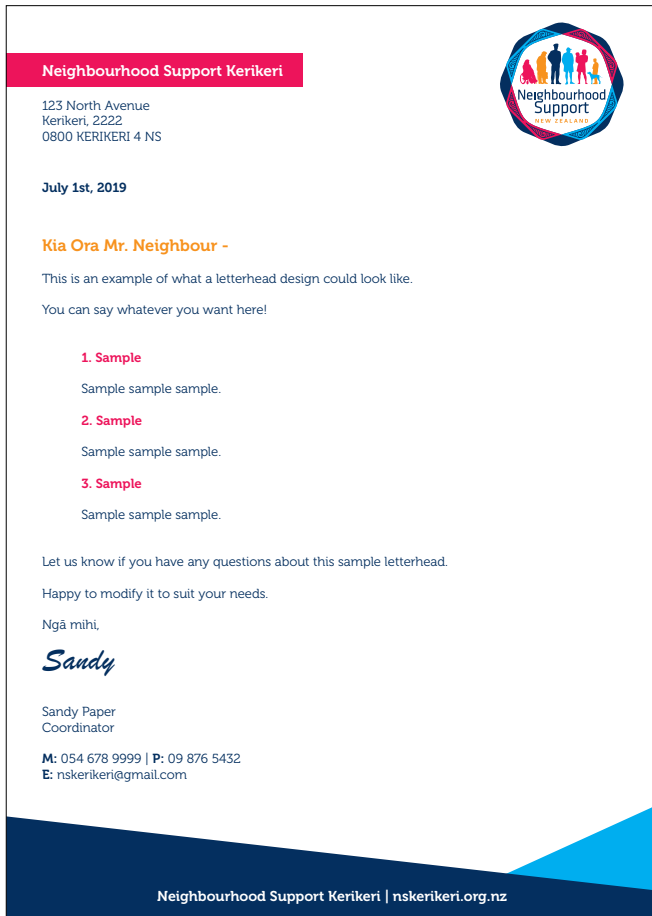 Neighbourhood Support Kerikeri
Neighbourhood
Support
NEW ZEALAND
123 North Avenue
Kerikeri, 2222
0800 KERIKERI 4 NS
July 1st, 2019
Kia Ora Mr. Neighbour -
This is an example of what a letterhead design could look like.
You can say whatever you want here!
1. Sample
Sample sample sample.
2. Sample
Sample sample sample.
3. Sample
Sample sample sample.
Let us know if you have any questions about this sample letterhead.
Happy to modify it to suit your needs.
Ngā mihi,
Sandy
Sandy Paper
Coordinator
M: 054 678 9999 | P: 09 876 5432
E: nskerikeri@gmail.com
Neighbourhood Support Kerikeri | nskerikeri.org.nz